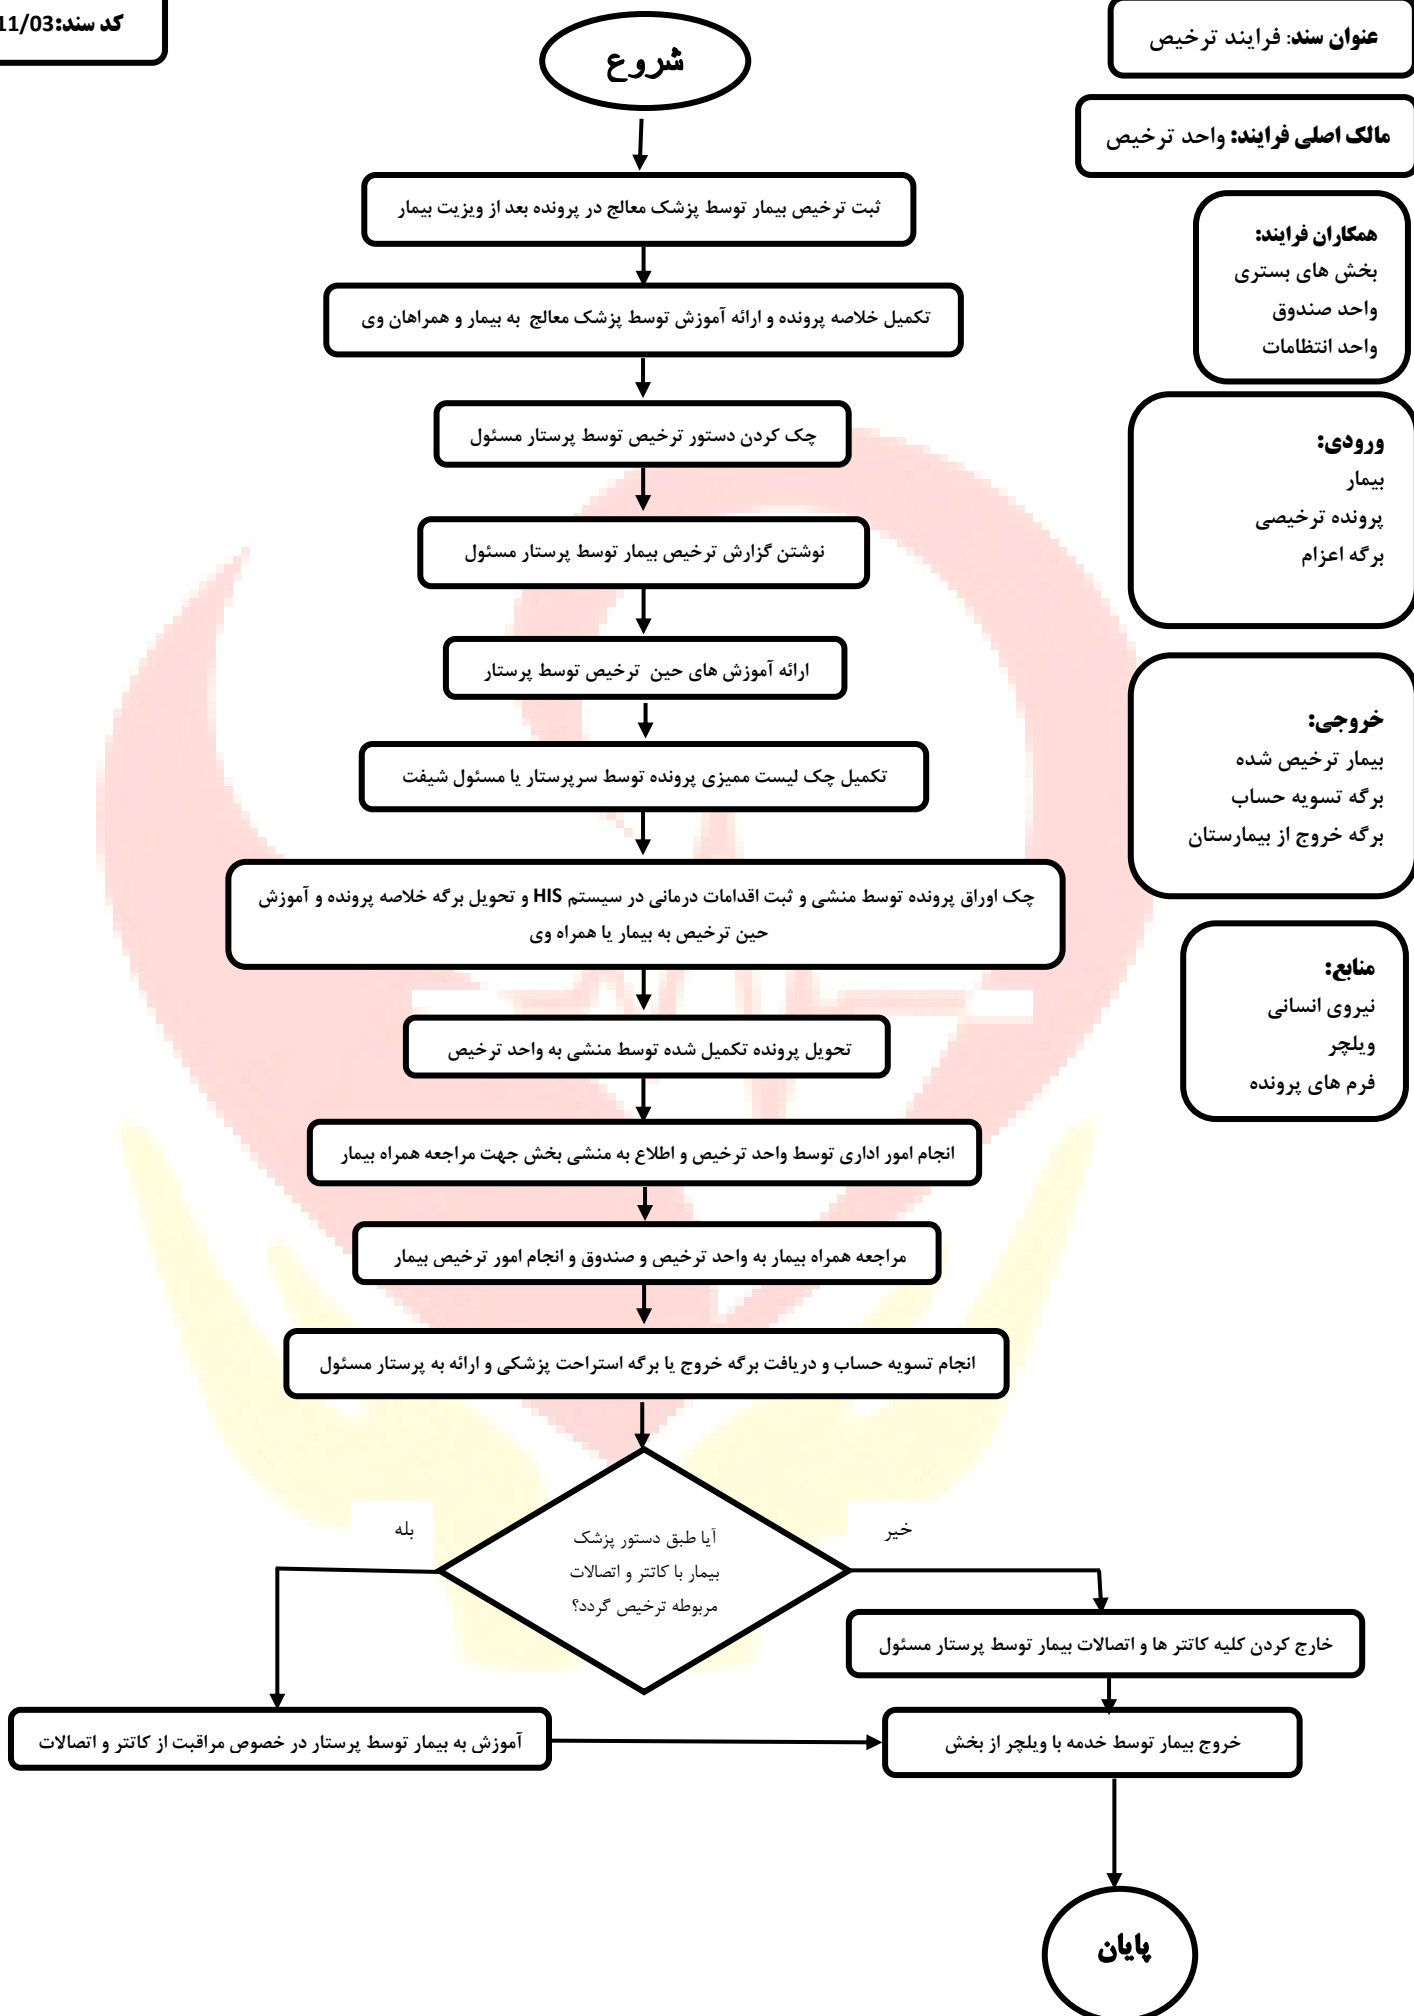 عنوان سند: فرایند ترخیص
کد سند:11/03
مالک اصلی فرایند: واحد ترخیص
همکاران فرایند:
بخش های بستری
واحد صندوق
واحد انتظامات
ورودی:
بیمار
پرونده ترخیصی
برگه اعزام
خروجی:
بیمار ترخیص شده
برگه تسویه حساب
برگه خروج از بیمارستان
منابع:
نیروی انسانی
ویلچر
فرم های پرونده
شروع
ثبت ترخیص بیمار توسط پزشک معالج در پرونده بعد از ویزیت بیمار
تکمیل خلاصه پرونده و ارائه آموزش توسط پزشک معالج به بیمار و همراهان وی
چک کردن دستور ترخیص توسط پرستار مسئول
نوشتن گزارش ترخیص بیمار توسط پرستار مسئول
ارائه آموزش های حین ترخیص توسط پرستار
تکمیل چک لیست ممیزی پرونده توسط سرپرستار یا مسئول شیفت
چک اوراق پرونده توسط منشی و ثبت اقدامات درمانی در سیستم HIS و تحویل برگه خلاصه پرونده و آموزش
حین ترخیص به بیمار یا همراه وی
تحویل پرونده تکمیل شده توسط منشی به واحد ترخیص
انجام امور اداری توسط واحد ترخیص و اطلاع به منشی بخش جهت مراجعه همراه بیمار
مراجعه همراه بیمار به واحد ترخیص و صندوق و انجام امور ترخیص بیمار
انجام تسویه حساب و دریافت برگه خروج یا برگه استراحت پزشکی و ارائه به پرستار مسئول
آیا طبق دستور پزشک
بیمار با کاتتر و اتصالات
مربوطه ترخیص گردد؟
خیر
بله
خارج کردن کلیه کاتتر ها و اتصالات بیمار توسط پرستار مسئول
آموزش به بیمار توسط پرستار در خصوص مراقبت از کاتتر و اتصالات
خروج بیمار توسط خدمه با ویلچر از بخش
پایان